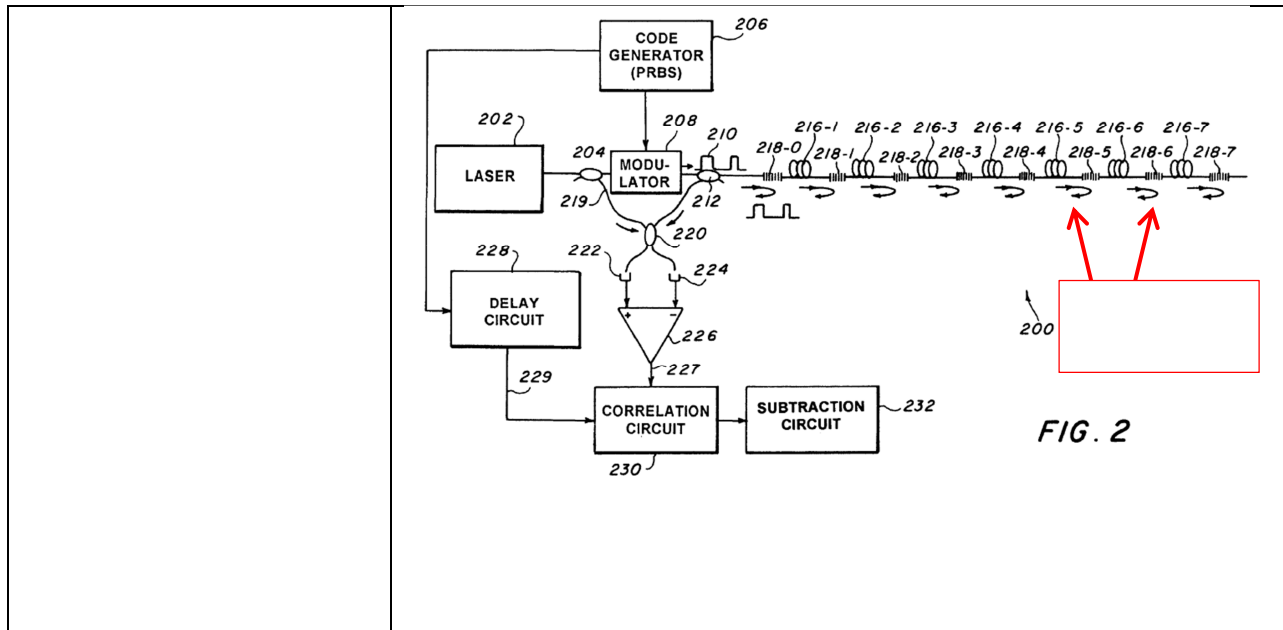 CODE
GENERATOR
(PRBS)
206
202
LASER
204
208
MODU-
LATOR
210
212
219
218-0
216-1
218-1
216-2
218-2
216-3
218-3
216-4
218-4
216-5
218-5
216-6
218-6
216-7
218-7
220
222
224
228
DELAY
CIRCUIT
+
−
226
227
229
200
CORRELATION
CIRCUIT
230
SUBTRACTION
CIRCUIT
232
FIG. 2